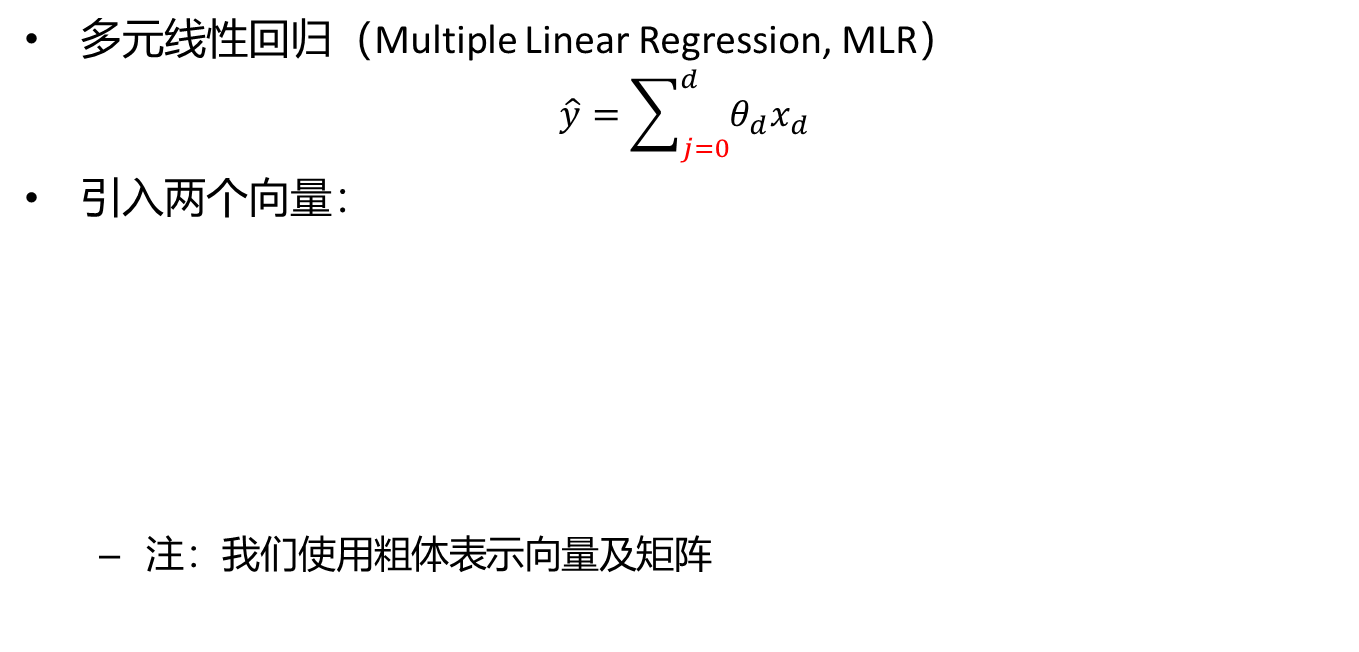 • 多元线性回归（Multiple Linear Regression, MLR）
ŷ = ∑_{j=0}^{d} θ_d x_d
• 引入两个向量：
– 注：我们使用粗体表示向量及矩阵